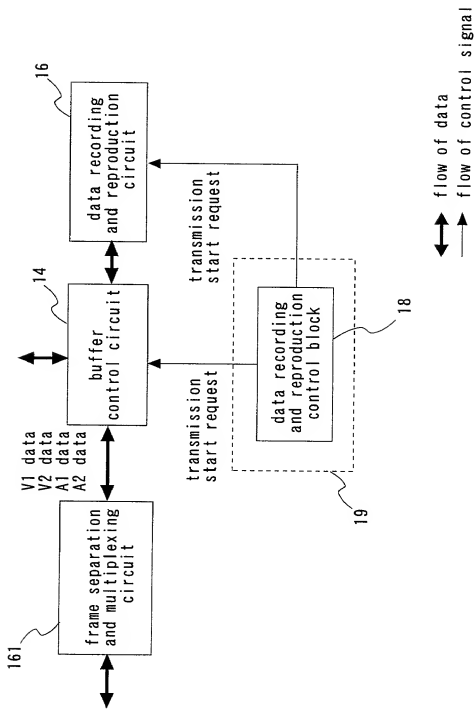 161
frame separation
and multiplexing
circuit
V1 data
V2 data
A1 data
A2 data
14
buffer
control circuit
16
data recording
and reproduction
circuit
transmission
start request
transmission
start request
data recording
and reproduction
control block
18
19
flow of data
flow of control signal